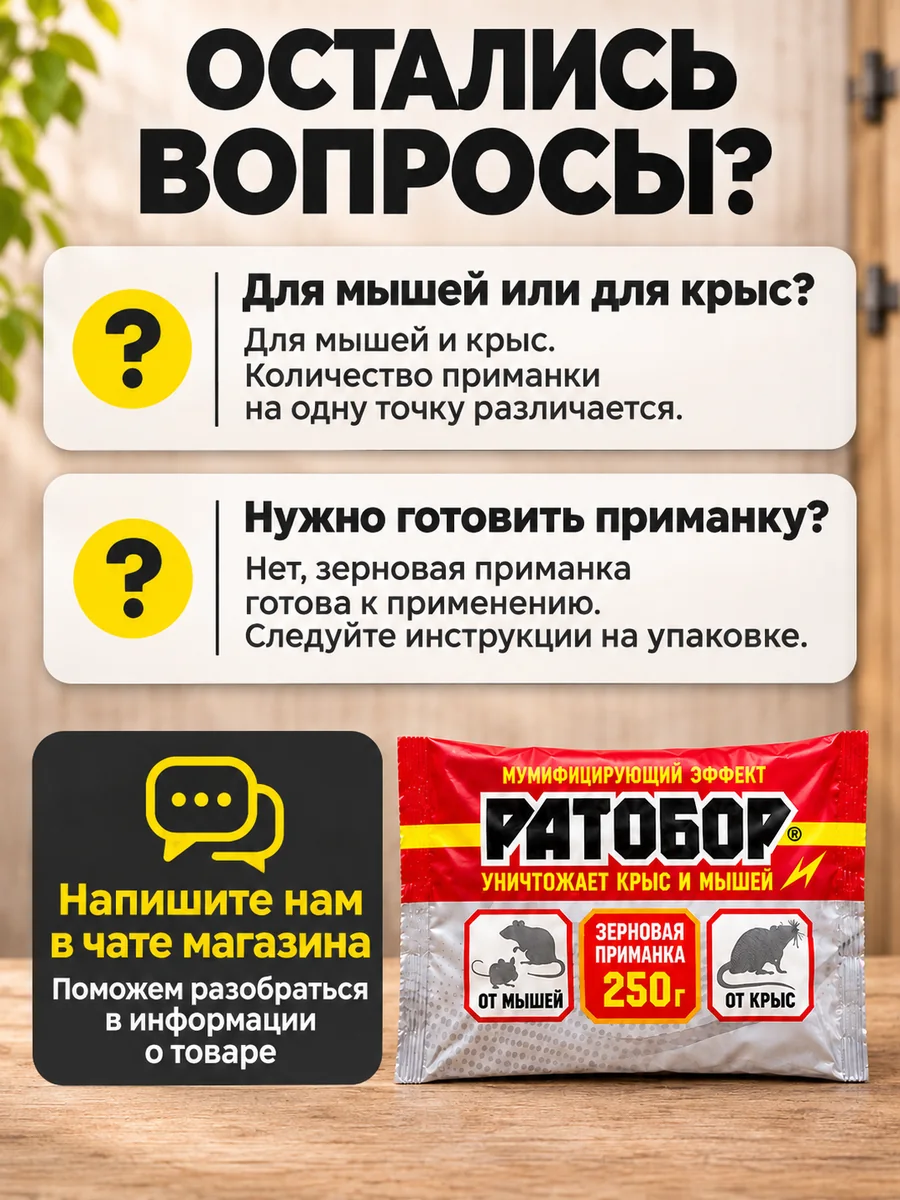 ОСТАЛИСЬ
ВОПРОСЫ?
?
Для мышей или для крыс?
Для мышей и крыс.
Количество приманки
на одну точку различается.
?
Нужно готовить приманку?
Нет, зерновая приманка
готова к применению.
Следуйте инструкции на упаковке.
Напишите нам
в чате магазина
Поможем разобраться
в информации
о товаре
МУМИФИЦИРУЮЩИЙ ЭФФЕКТ
РАТОБОР®
УНИЧТОЖАЕТ КРЫС И МЫШЕЙ
ОТ МЫШЕЙ
ЗЕРНОВАЯ
ПРИМАНКА
250г
ОТ КРЫС